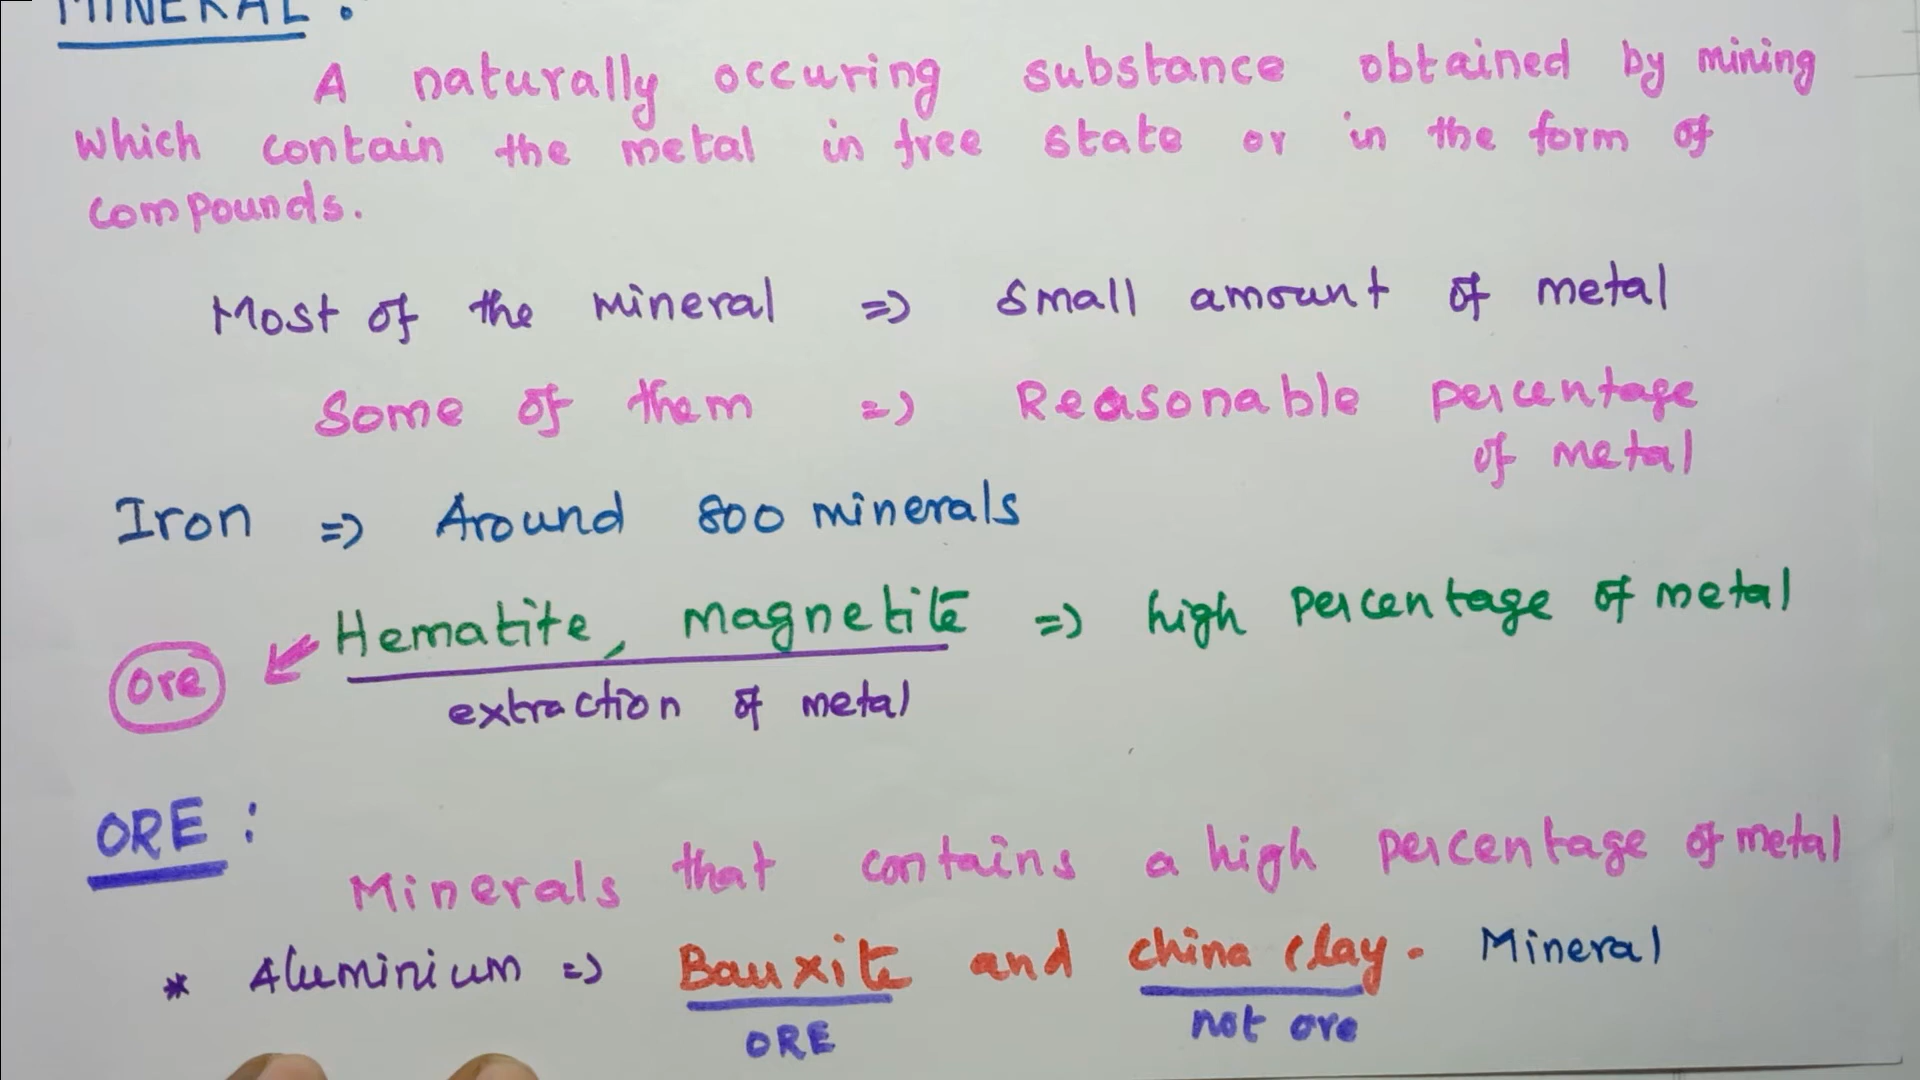 MINERAL :
A naturally occuring substance obtained by mining
which contain the metal in free state or in the form of
compounds.
Most of the mineral => Small amount of metal
Some of them => Reasonable percentage
of metal
Iron => Around 800 minerals
Hematite, magnetite => high percentage of metal
ore
extraction of metal
ORE :
Minerals that contains a high percentage of metal
* Aluminium => Bauxite and china clay. Mineral
ORE not ore